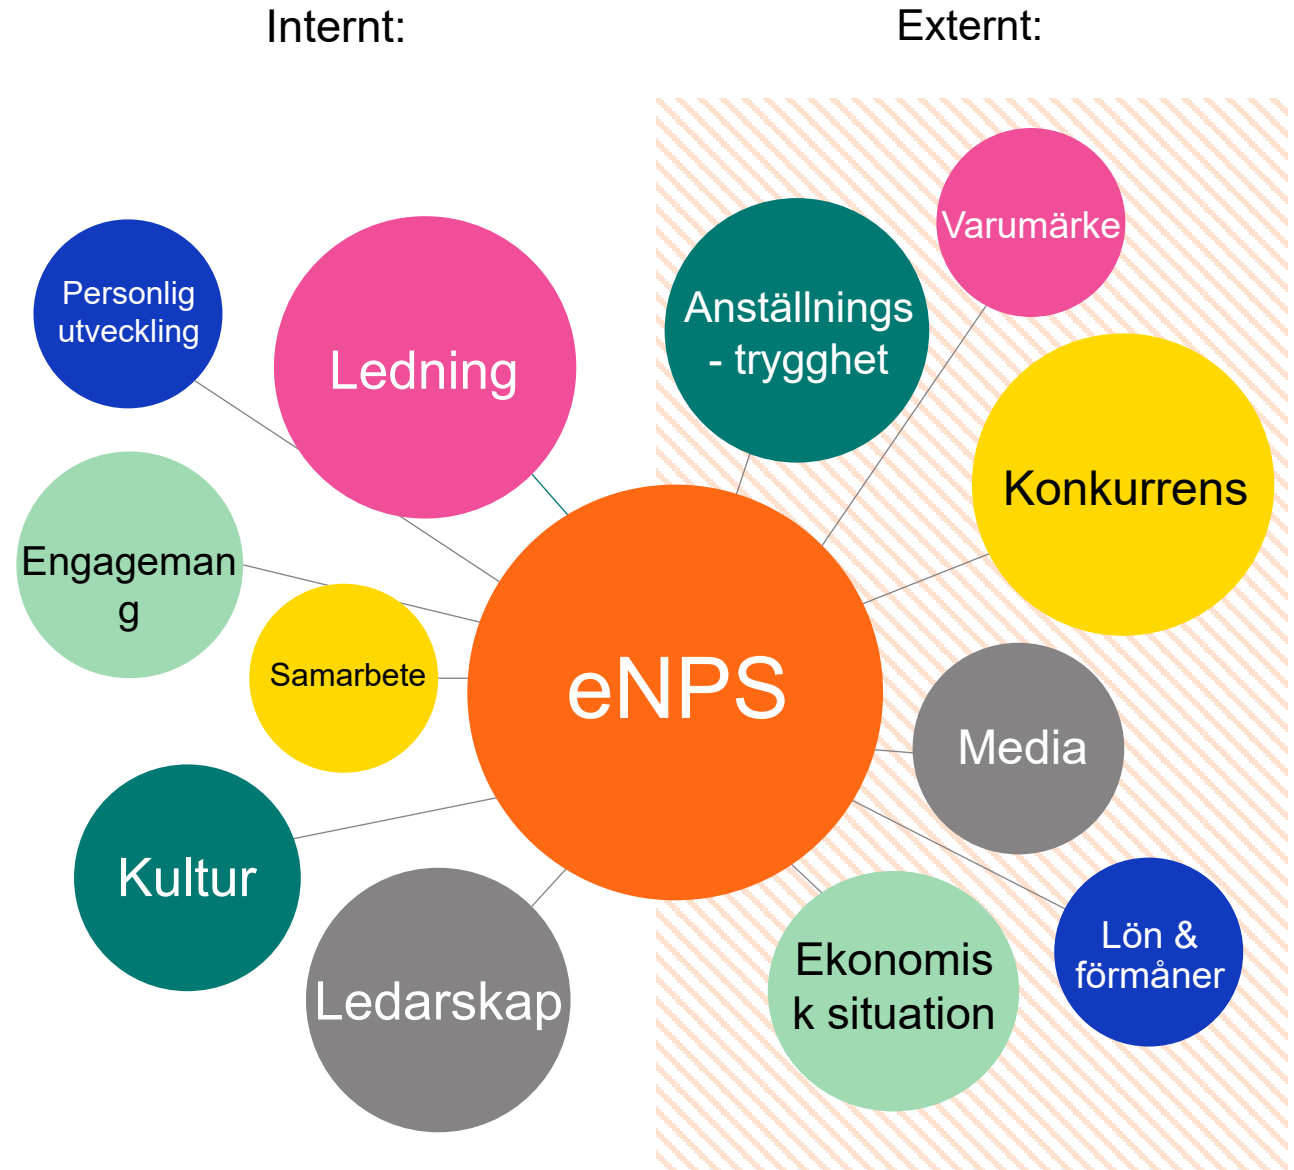 Internt:
Externt:
Personlig
utveckling
Ledning
Engageman
g
Samarbete
Kultur
Ledarskap
eNPS
Anställnings
- trygghet
Varumärke
Konkurrens
Media
Lön &
förmåner
Ekonomis
k situation